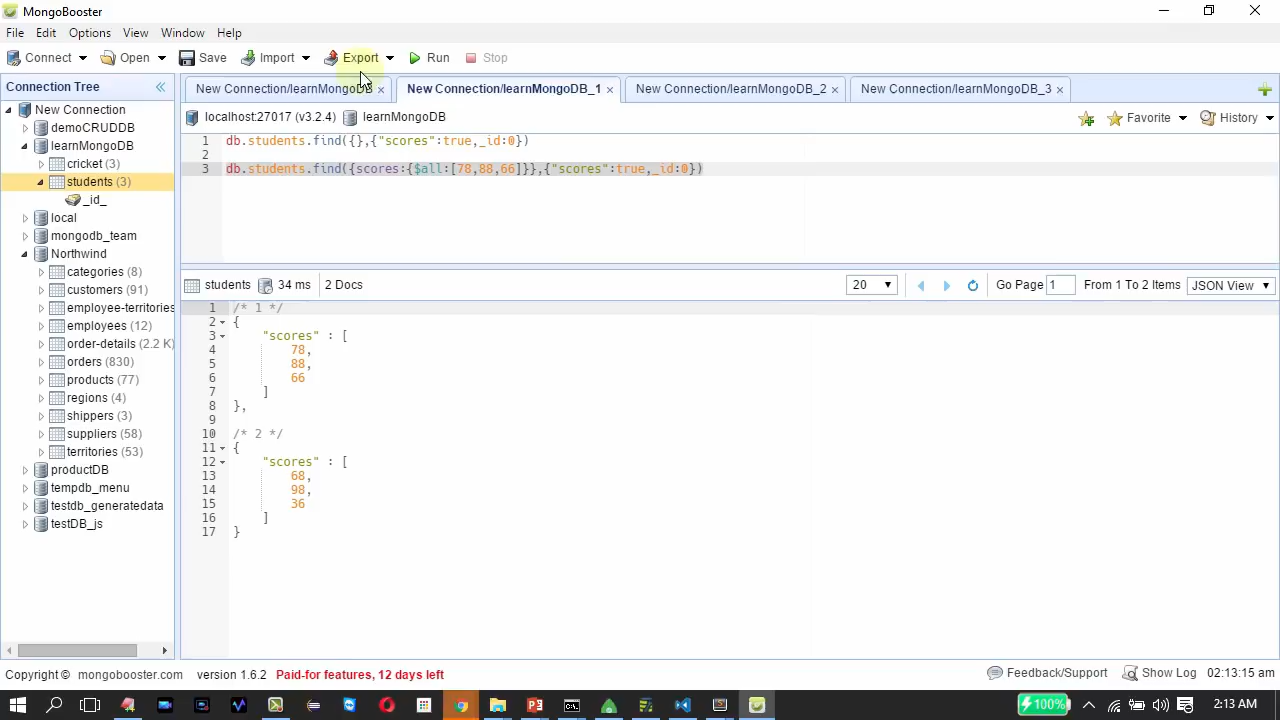 MongoBooster
File Edit Options View Window Help
Connect Open Save Import Export Run Stop
Connection Tree
New Connection
demoCRUDDB
learnMongoDB
cricket (3)
students (3)
_id_
local
mongodb_team
Northwind
categories (8)
customers (91)
employee-territories
employees (12)
order-details (2.2 K)
orders (830)
products (77)
regions (4)
shippers (3)
suppliers (58)
territories (53)
productDB
tempdb_menu
testdb_generatedata
testDB_js
New Connection/learnMongoDB × New Connection/learnMongoDB_1 × New Connection/learnMongoDB_2 × New Connection/learnMongoDB_3 ×
localhost:27017 (v3.2.4) learnMongoDB Favorite History
1 db.students.find({},{"scores":true,_id:0})
2
3 db.students.find({scores:{$all:[78,88,66]}},{"scores":true,_id:0})
students 34 ms 2 Docs 20 Go Page 1 From 1 To 2 Items JSON View
1 /* 1 */
2 {
3 "scores" : [
4 78,
5 88,
6 66
7 ]
8 },
9
10 /* 2 */
11 {
12 "scores" : [
13 68,
14 98,
15 36
16 ]
17 }
Copyright © mongobooster.com version 1.6.2 Paid-for features, 12 days left Feedback/Support Show Log 02:13:15 am
100% 2:13 AM